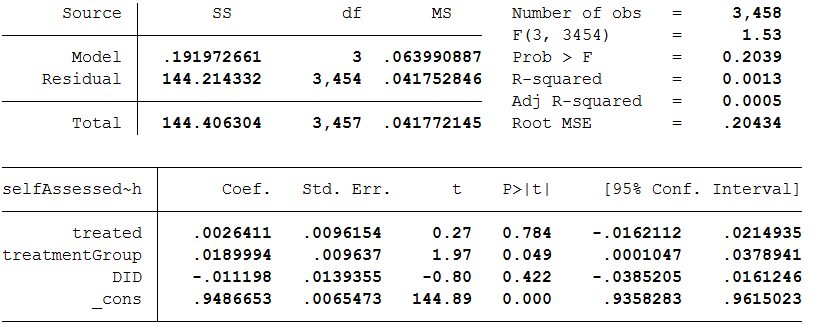 Source SS df MS Number of obs = 3,458
F(3, 3454) = 1.53
Model .191972661 3 .063990887 Prob > F = 0.2039
Residual 144.214332 3,454 .041752846 R-squared = 0.0013
Adj R-squared = 0.0005
Total 144.406304 3,457 .041772145 Root MSE = .20434
selfAssessed~h Coef. Std. Err. t P>|t| [95% Conf. Interval]
treated .0026411 .0096154 0.27 0.784 -.0162112 .0214935
treatmentGroup .0189994 .009637 1.97 0.049 .0001047 .0378941
DID -.011198 .0139355 -0.80 0.422 -.0385205 .0161246
_cons .9486653 .0065473 144.89 0.000 .9358283 .9615023